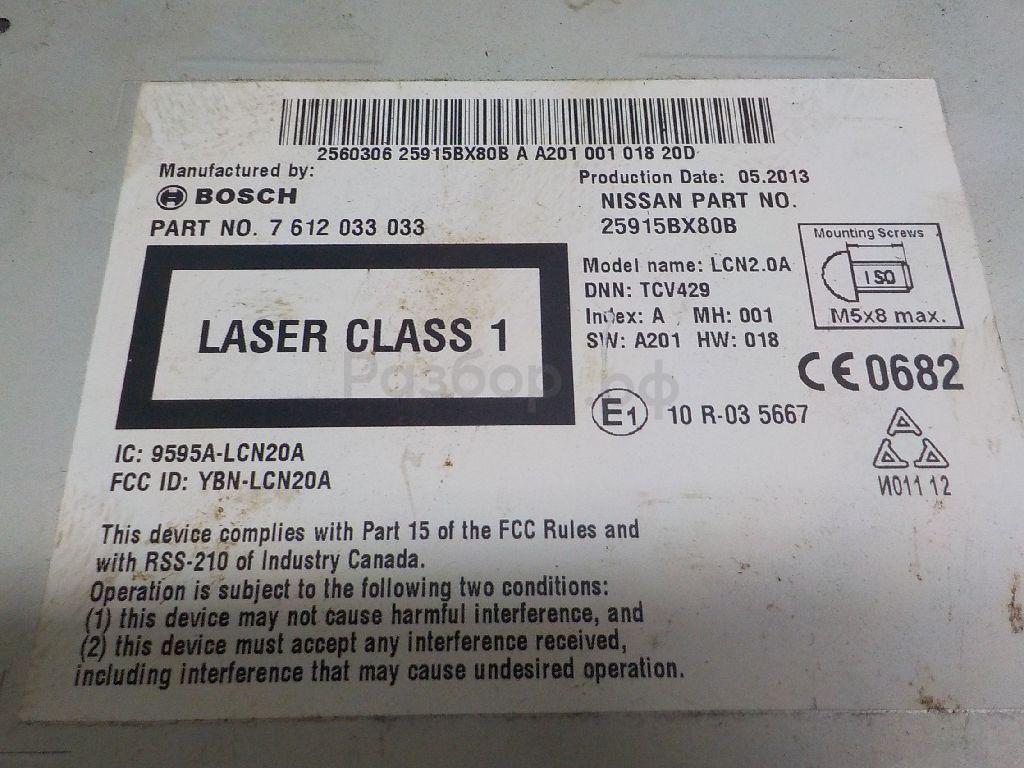 2560306 25915BX80B A A201 001 018 20D
Manufactured by:
BOSCH
PART NO. 7 612 033 033
Production Date: 05.2013
NISSAN PART NO.
25915BX80B
Mounting Screws
ISO
M5x8 max.
Model name: LCN2.0A
DNN: TCV429
Index: A MH: 001
SW: A201 HW: 018
LASER CLASS 1
Разбор.рф
CE 0682
E1 10 R-03 5667
IC: 9595A-LCN20A
FCC ID: YBN-LCN20A
И011 12
This device complies with Part 15 of the FCC Rules and
with RSS-210 of Industry Canada.
Operation is subject to the following two conditions:
(1) this device may not cause harmful interference, and
(2) this device must accept any interference received,
including interference that may cause undesired operation.